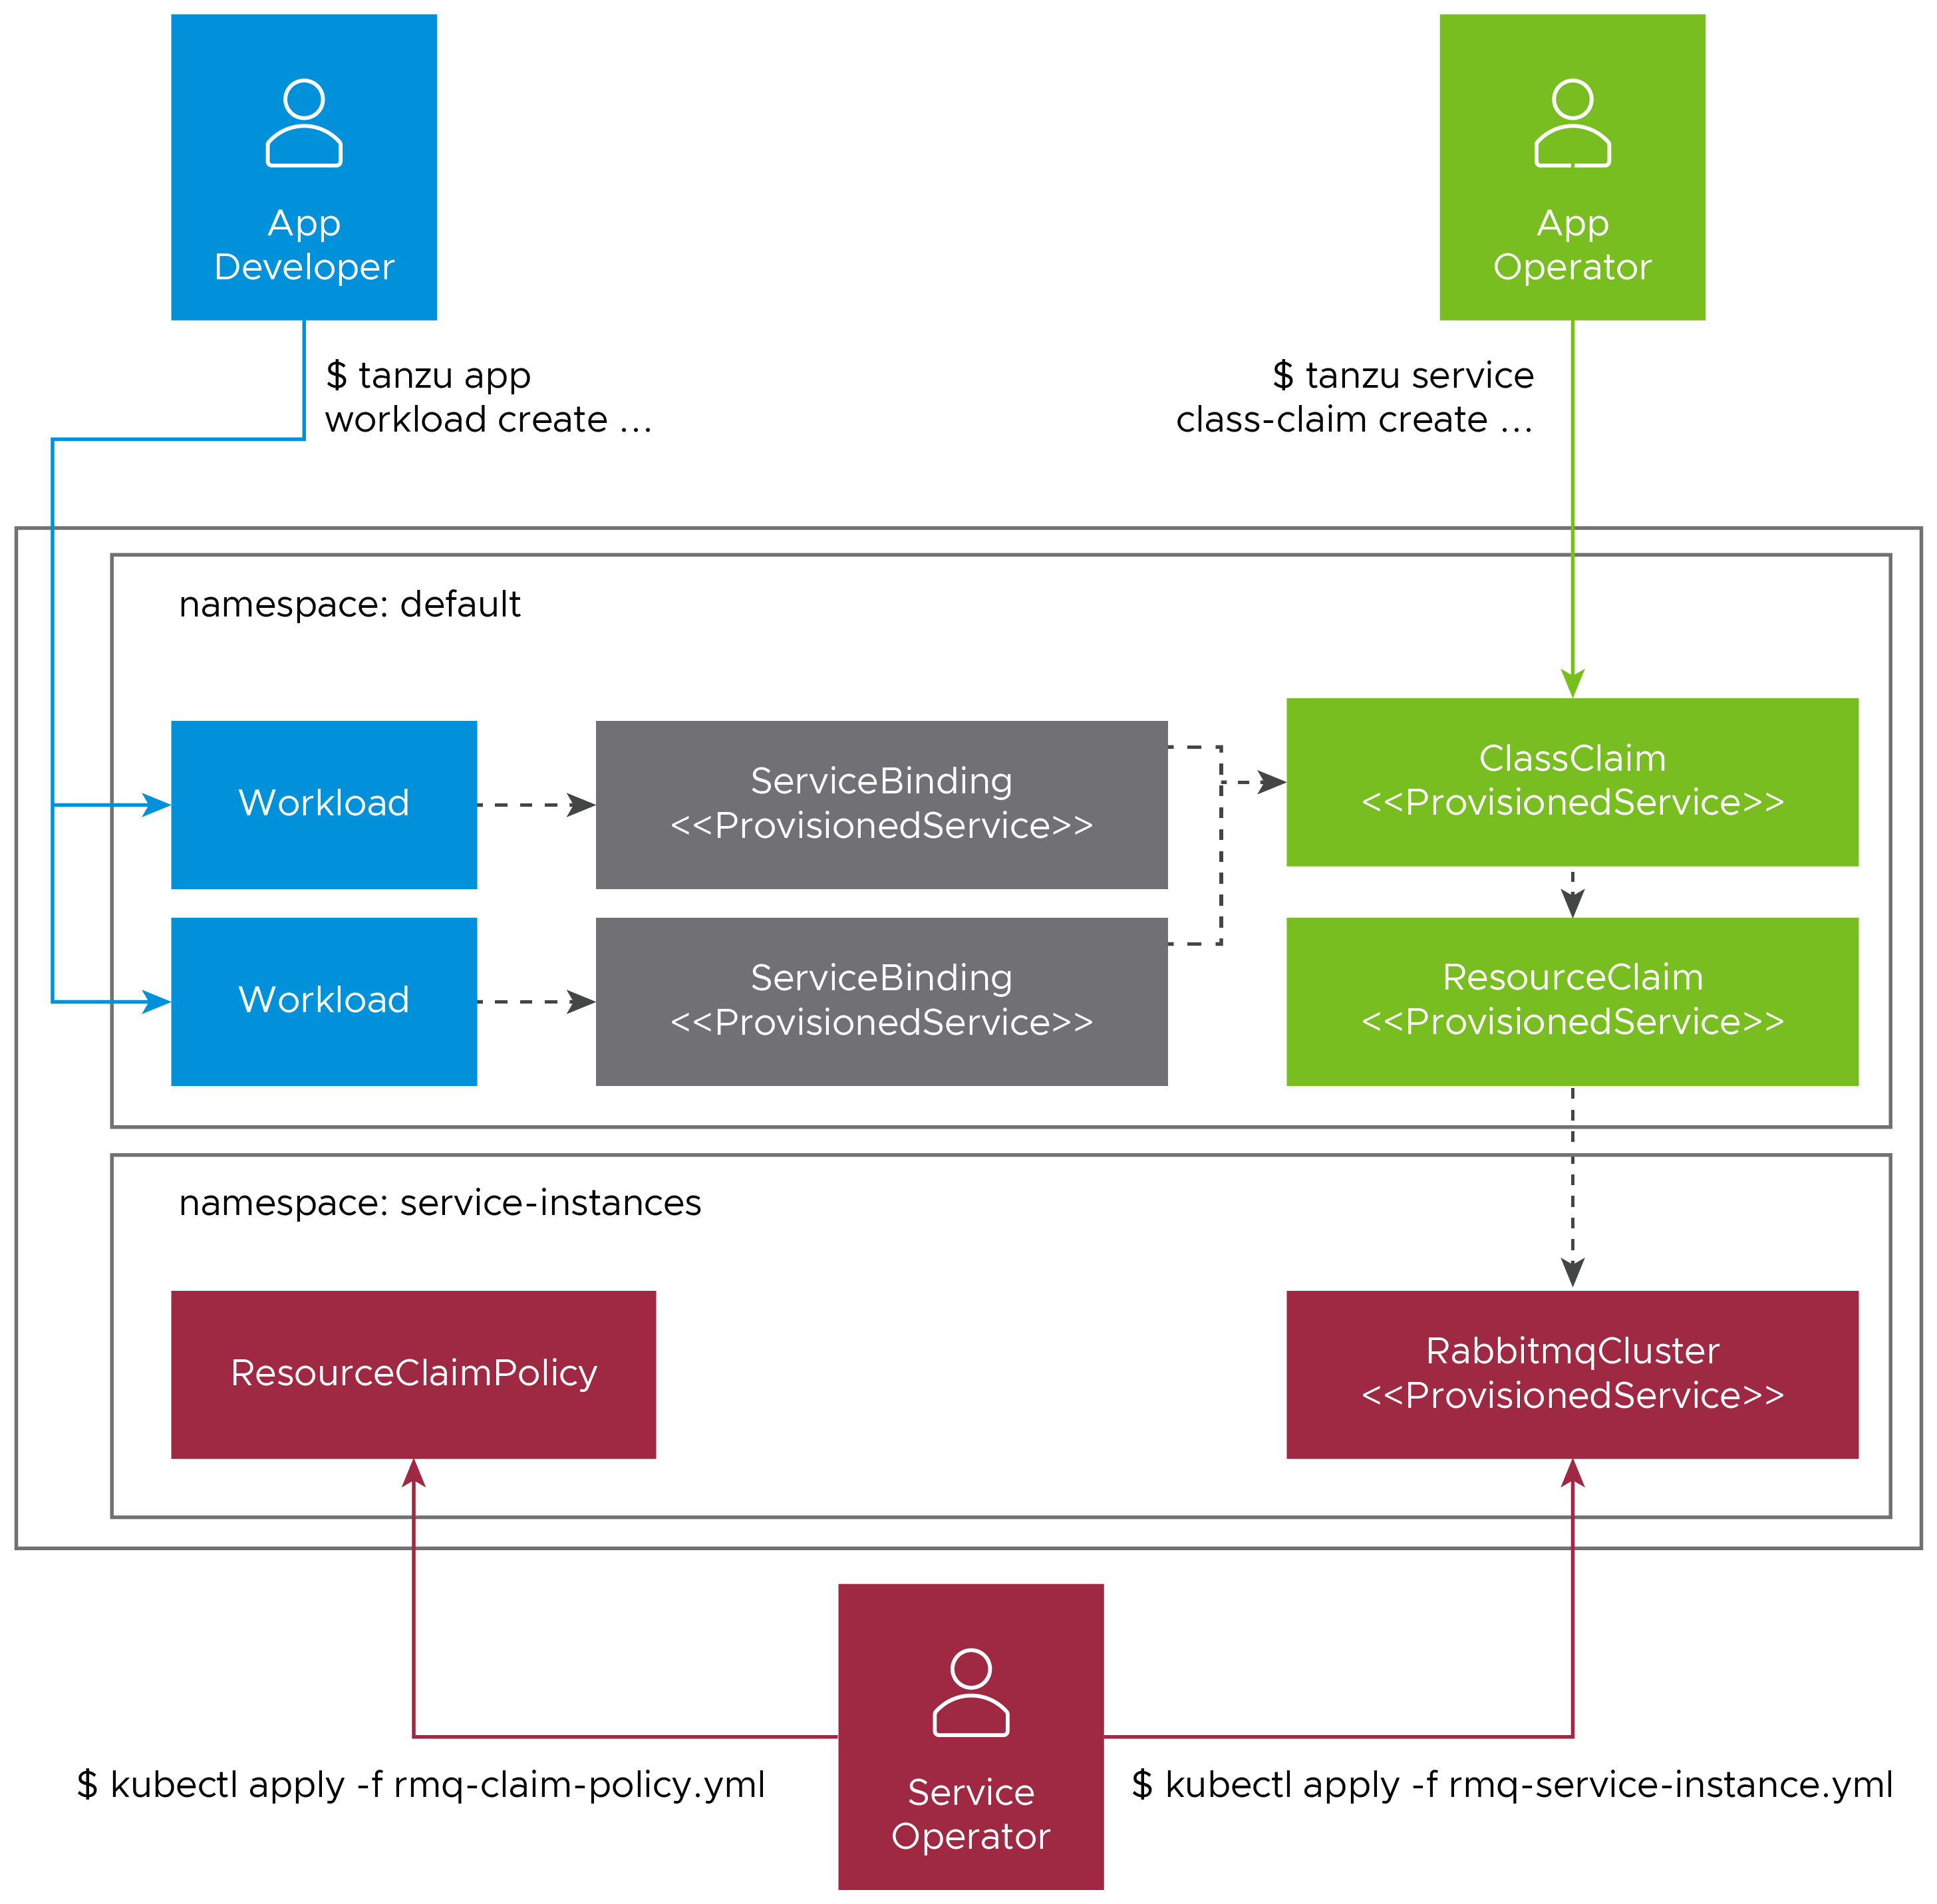 App
Developer
App
Operator
$ tanzu app
workload create ...
$ tanzu service
class-claim create ...
namespace: default
Workload
ServiceBinding
<<ProvisionedService>>
ClassClaim
<<ProvisionedService>>
Workload
ServiceBinding
<<ProvisionedService>>
ResourceClaim
<<ProvisionedService>>
namespace: service-instances
ResourceClaimPolicy
RabbitmqCluster
<<ProvisionedService>>
$ kubectl apply -f rmq-claim-policy.yml
Service
Operator
$ kubectl apply -f rmq-service-instance.yml